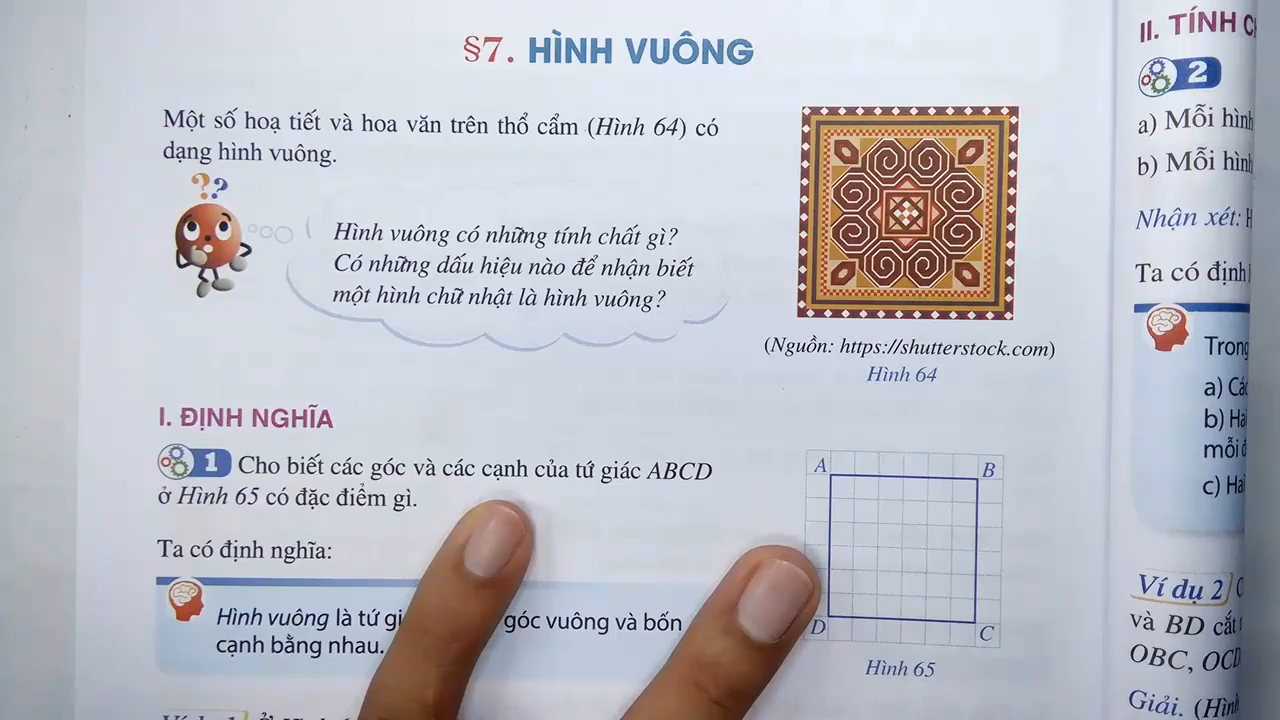 §7. HÌNH VUÔNG
Một số hoạ tiết và hoa văn trên thổ cẩm (Hình 64) có
dạng hình vuông.
??
Hình vuông có những tính chất gì?
Có những dấu hiệu nào để nhận biết
một hình chữ nhật là hình vuông?
(Nguồn: https://shutterstock.com)
Hình 64
I. ĐỊNH NGHĨA
1 Cho biết các góc và các cạnh của tứ giác ABCD
ở Hình 65 có đặc điểm gì.
Ta có định nghĩa:
Hình vuông là tứ góc vuông và bốn
cạnh bằng nhau.
A B
D C
Hình 65
II. TÍNH
2
a) Mỗi hình
b) Mỗi hình
Nhận xét:
Ta có định
Trong
a)
b)
mỗi
c)
Ví dụ 2
và BD cắt
OBC,
Giải. (Hình